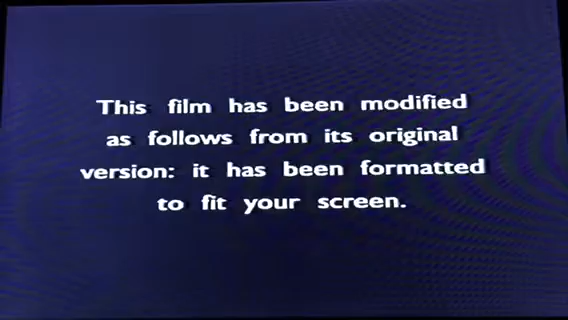 This film has been modified
as follows from its original
version: it has been formatted
to fit your screen.